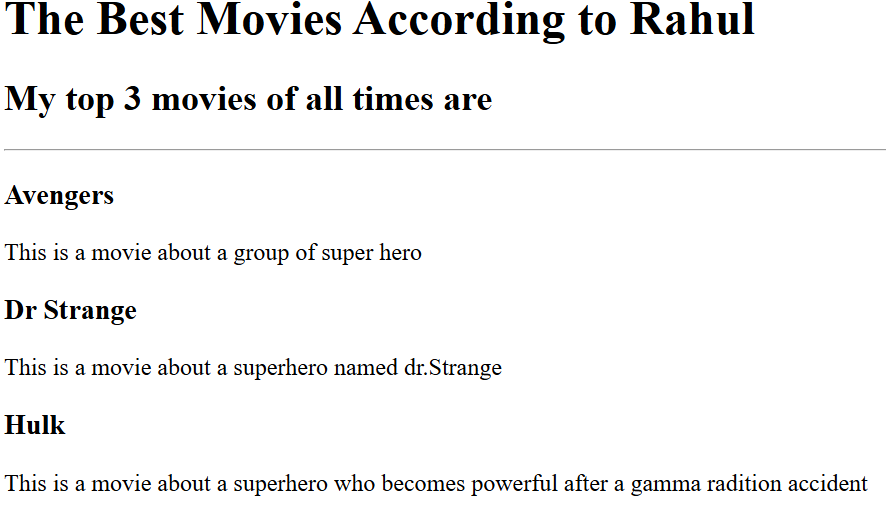 The Best Movies According to Rahul
My top 3 movies of all times are
Avengers
This is a movie about a group of super hero
Dr Strange
This is a movie about a superhero named dr.Strange
Hulk
This is a movie about a superhero who becomes powerful after a gamma radition accident